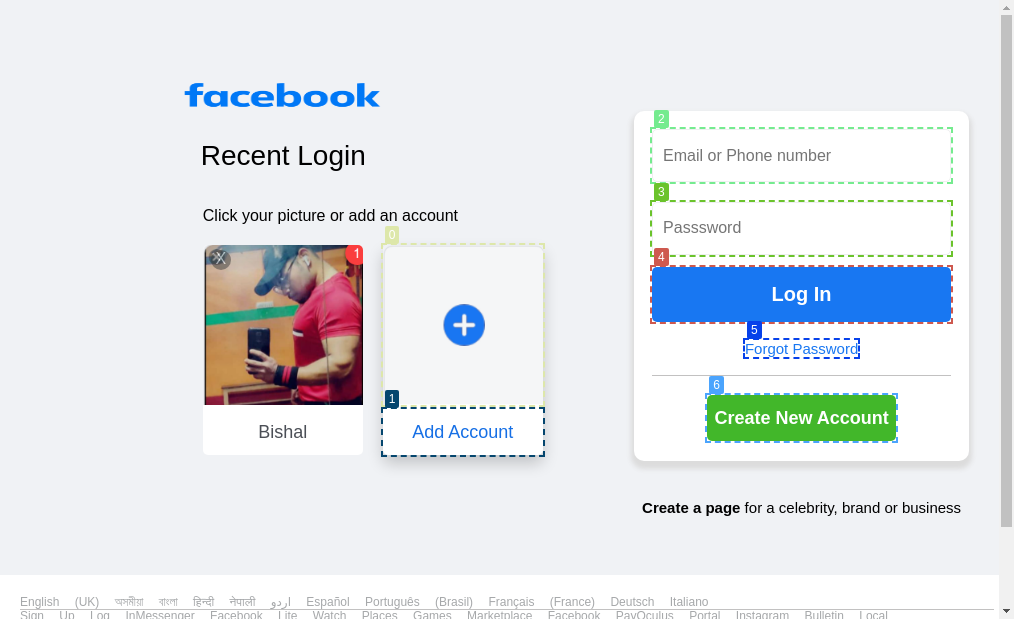 facebook
Recent Login
Click your picture or add an account
X
1
Bishal
0
1
Add Account
2
Email or Phone number
3
Passsword
4
Log In
5
Forgot Password
6
Create New Account
Create a page for a celebrity, brand or business
English (UK) অসমীয়া বাংলা हिन्दी नेपाली اردو Español Português (Brasil) Français (France) Deutsch Italiano
Sign Up Log InMessenger Facebook Lite Watch Places Games Marketplace Facebook PayOculus Portal Instagram Bulletin Local